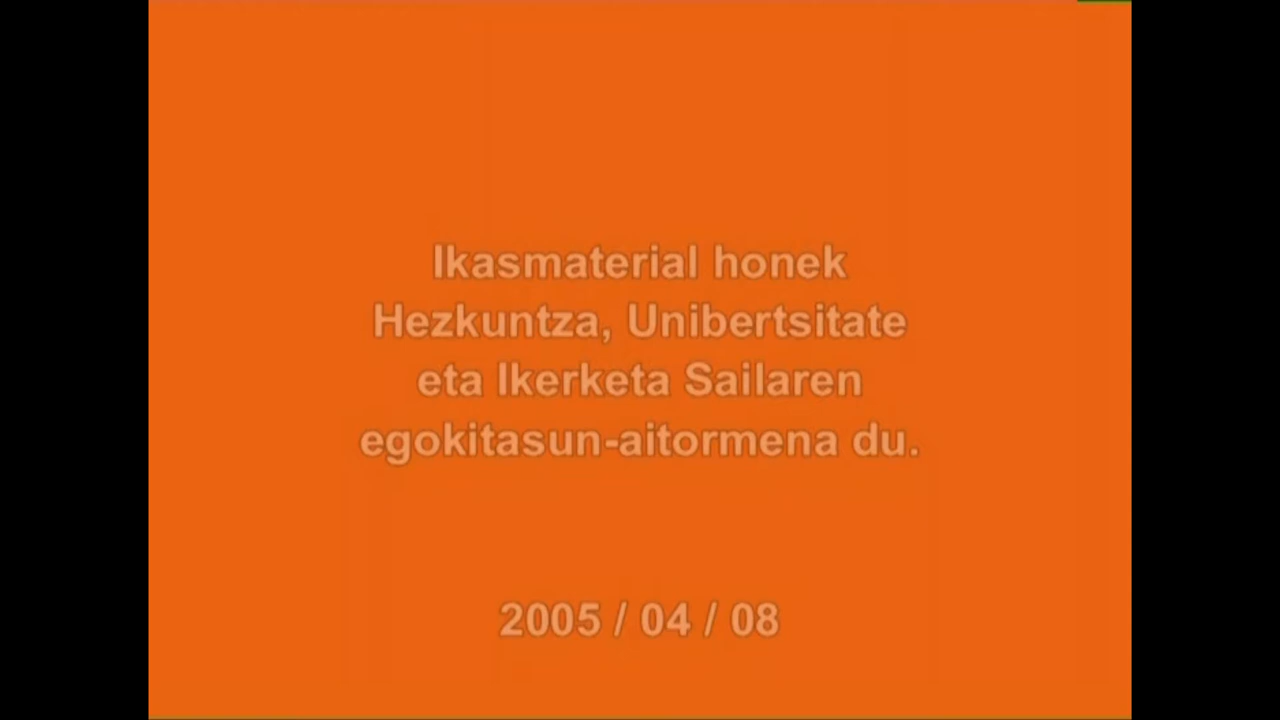 Ikasmaterial honek
Hezkuntza, Unibertsitate
eta Ikerketa Sailaren
egokitasun-aitormena du.
2005 / 04 / 08